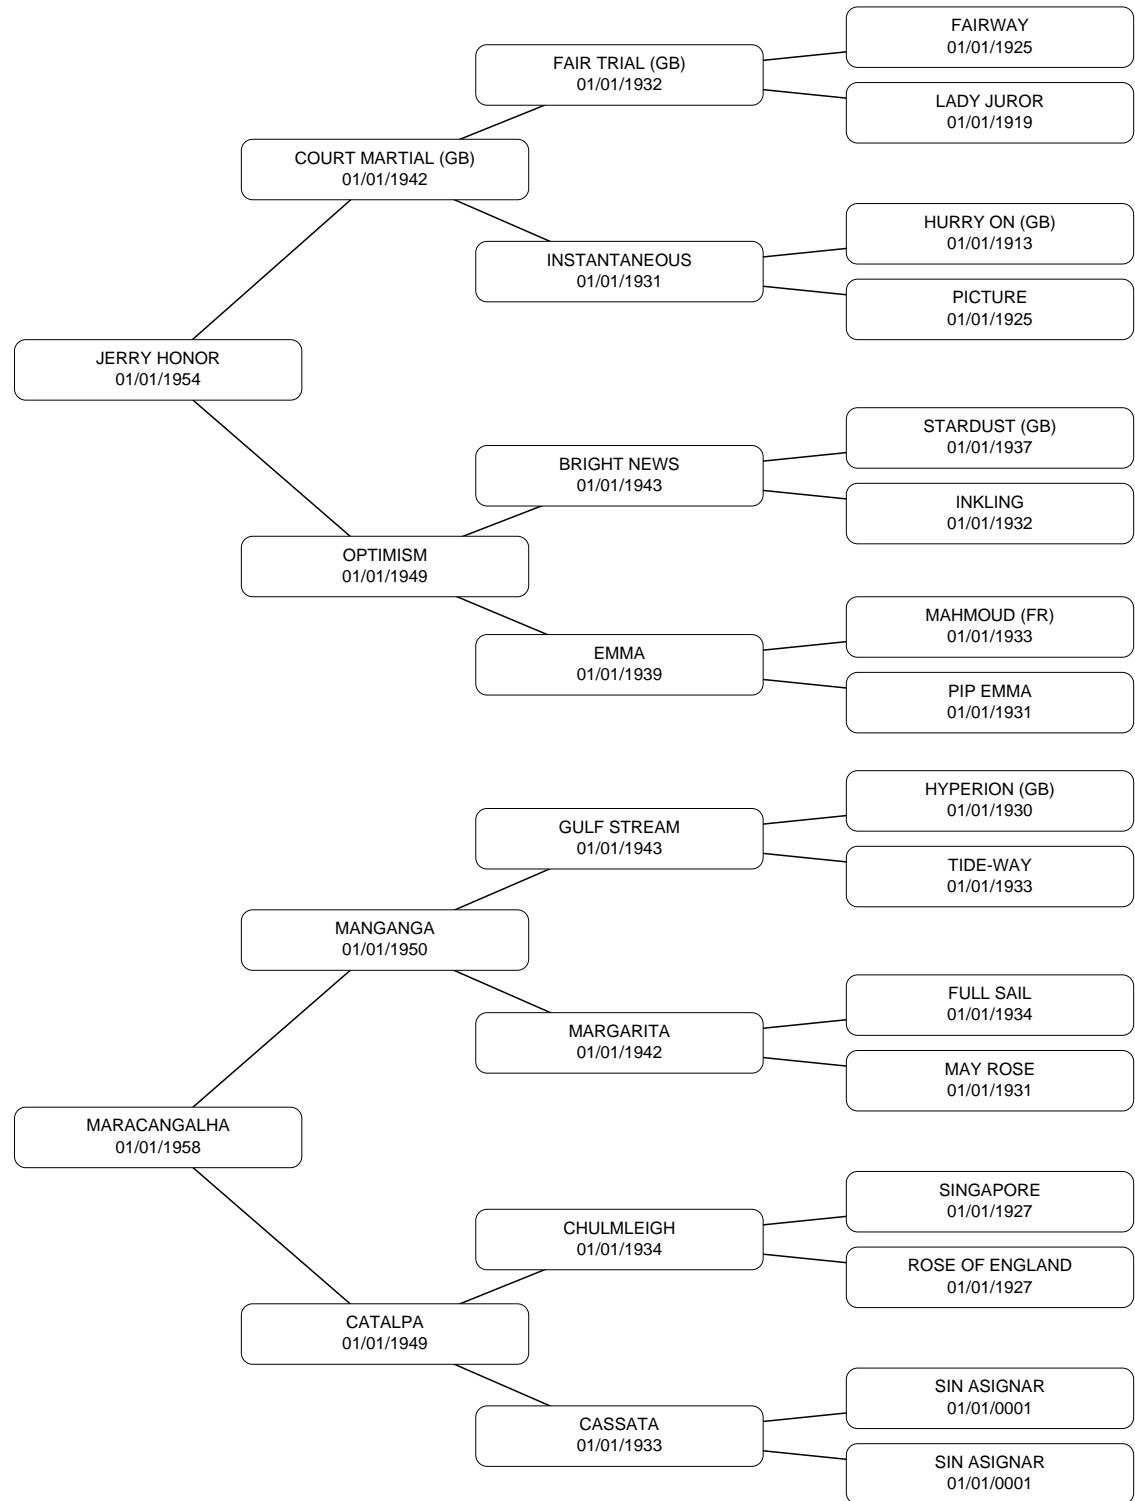 FAIRWAY
01/01/1925
FAIR TRIAL (GB)
01/01/1932
LADY JUROR
01/01/1919
COURT MARTIAL (GB)
01/01/1942
HURRY ON (GB)
01/01/1913
INSTANTANEOUS
01/01/1931
PICTURE
01/01/1925
JERRY HONOR
01/01/1954
STARDUST (GB)
01/01/1937
BRIGHT NEWS
01/01/1943
INKLING
01/01/1932
OPTIMISM
01/01/1949
MAHMOUD (FR)
01/01/1933
EMMA
01/01/1939
PIP EMMA
01/01/1931
HYPERION (GB)
01/01/1930
GULF STREAM
01/01/1943
TIDE-WAY
01/01/1933
MANGANGA
01/01/1950
FULL SAIL
01/01/1934
MARGARITA
01/01/1942
MAY ROSE
01/01/1931
MARACANGALHA
01/01/1958
SINGAPORE
01/01/1927
CHULMLEIGH
01/01/1934
ROSE OF ENGLAND
01/01/1927
CATALPA
01/01/1949
SIN ASIGNAR
01/01/0001
CASSATA
01/01/1933
SIN ASIGNAR
01/01/0001